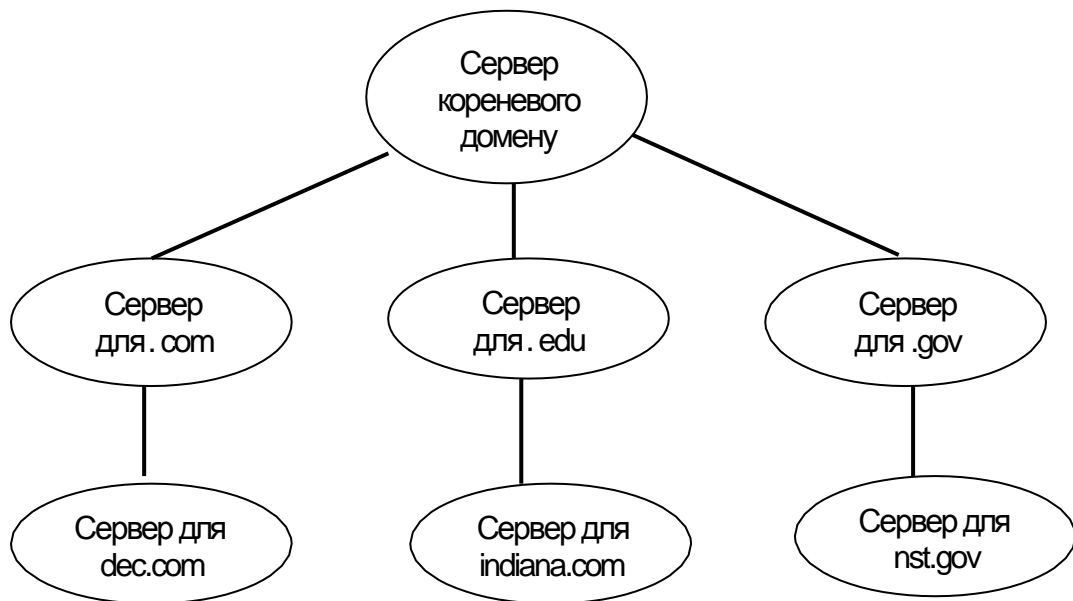 Сервер
кореневого
домену
Сервер
для . com
Сервер
для . edu
Сервер
для .gov
Сервер для
dec.com
Сервер для
indiana.com
Сервер для
nst.gov